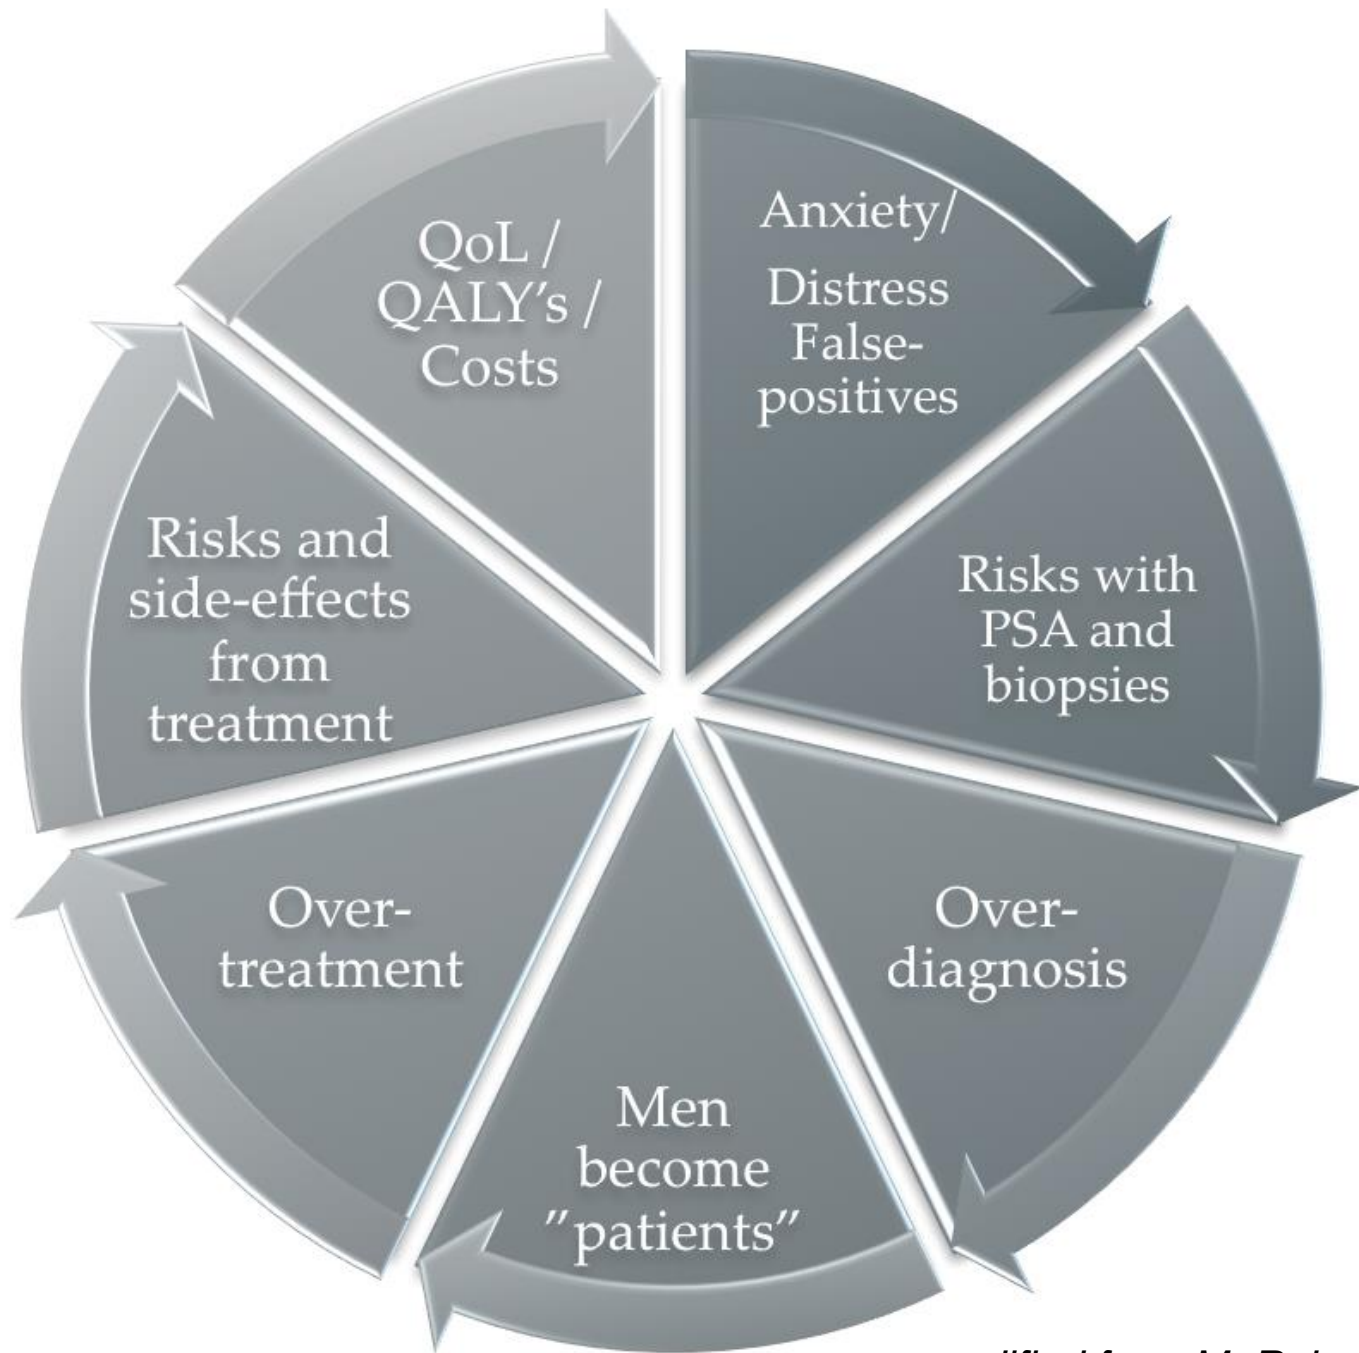 Anxiety/
Distress
False-
positives
Risks with
PSA and
biopsies
Over-
diagnosis
Men
become
”patients”
Over-
treatment
Risks and
side-effects
from
treatment
QoL /
QALY’s /
Costs